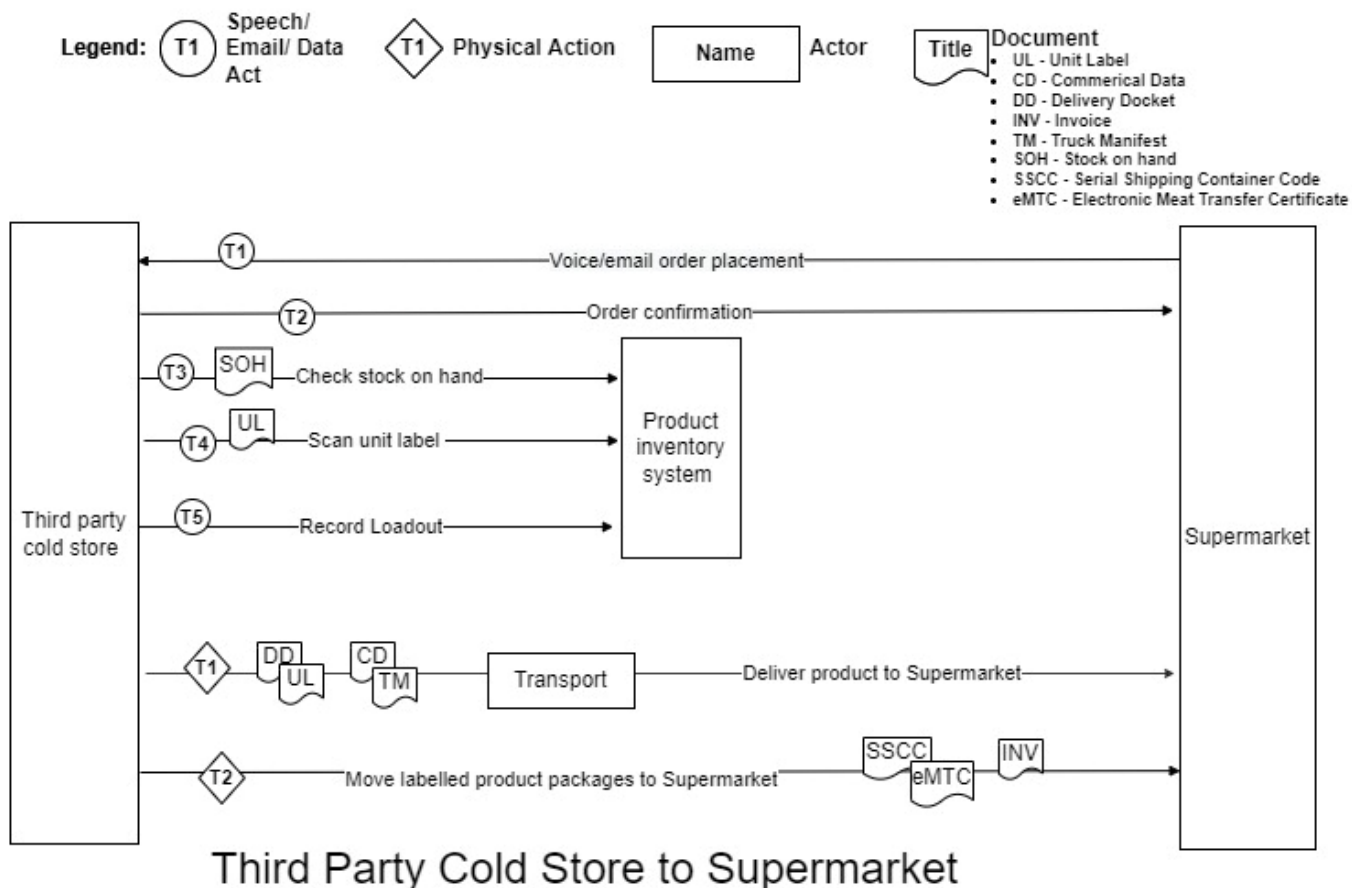 Legend:
T1
Speech/
Email/ Data
Act
T1
Physical Action
Name
Actor
Title
Document
• UL - Unit Label
• CD - Commerical Data
• DD - Delivery Docket
• INV - Invoice
• TM - Truck Manifest
• SOH - Stock on hand
• SSCC - Serial Shipping Container Code
• eMTC - Electronic Meat Transfer Certificate
T1
Voice/email order placement
T2
Order confirmation
T3
SOH
Check stock on hand
T4
UL
Scan unit label
T5
Record Loadout
Product
inventory
system
Third party
cold store
Supermarket
T1
DD
UL
CD
TM
Transport
Deliver product to Supermarket
T2
Move labelled product packages to Supermarket
SSCC
eMTC
INV
Third Party Cold Store to Supermarket